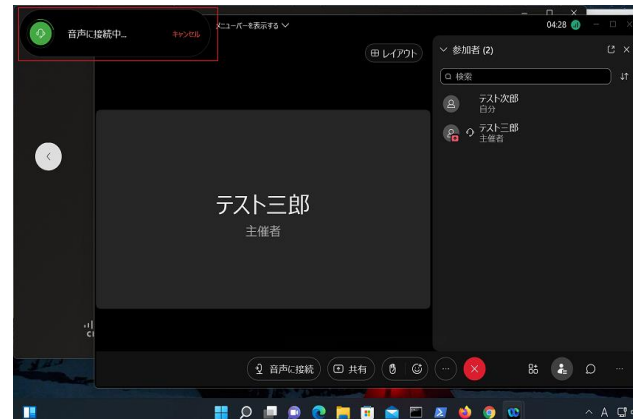 音声に接続中...
キャンセル
メニューバーを表示する
04:28
レイアウト
参加者 (2)
検索
テスト次郎
自分
テスト三郎
主催者
テスト三郎
主催者
音声に接続
共有
A